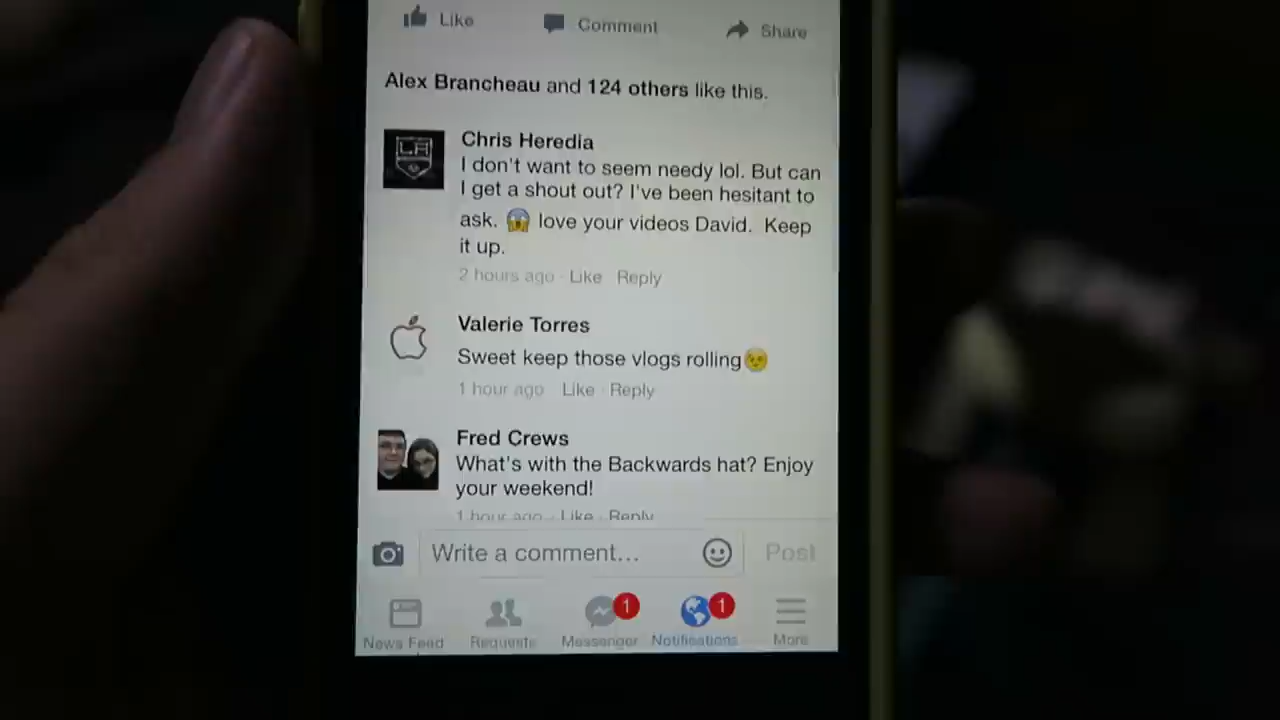 Like Comment Share
Alex Brancheau and 124 others like this.
LA
Chris Heredia
I don't want to seem needy lol. But can
I get a shout out? I've been hesitant to
ask. 😱 love your videos David. Keep
it up.
2 hours ago · Like · Reply
Valerie Torres
Sweet keep those vlogs rolling😉
1 hour ago · Like · Reply
Fred Crews
What's with the Backwards hat? Enjoy
your weekend!
1 hour ago · Like · Reply
Write a comment... Post
1 1
News Feed Requests Messenger Notifications More